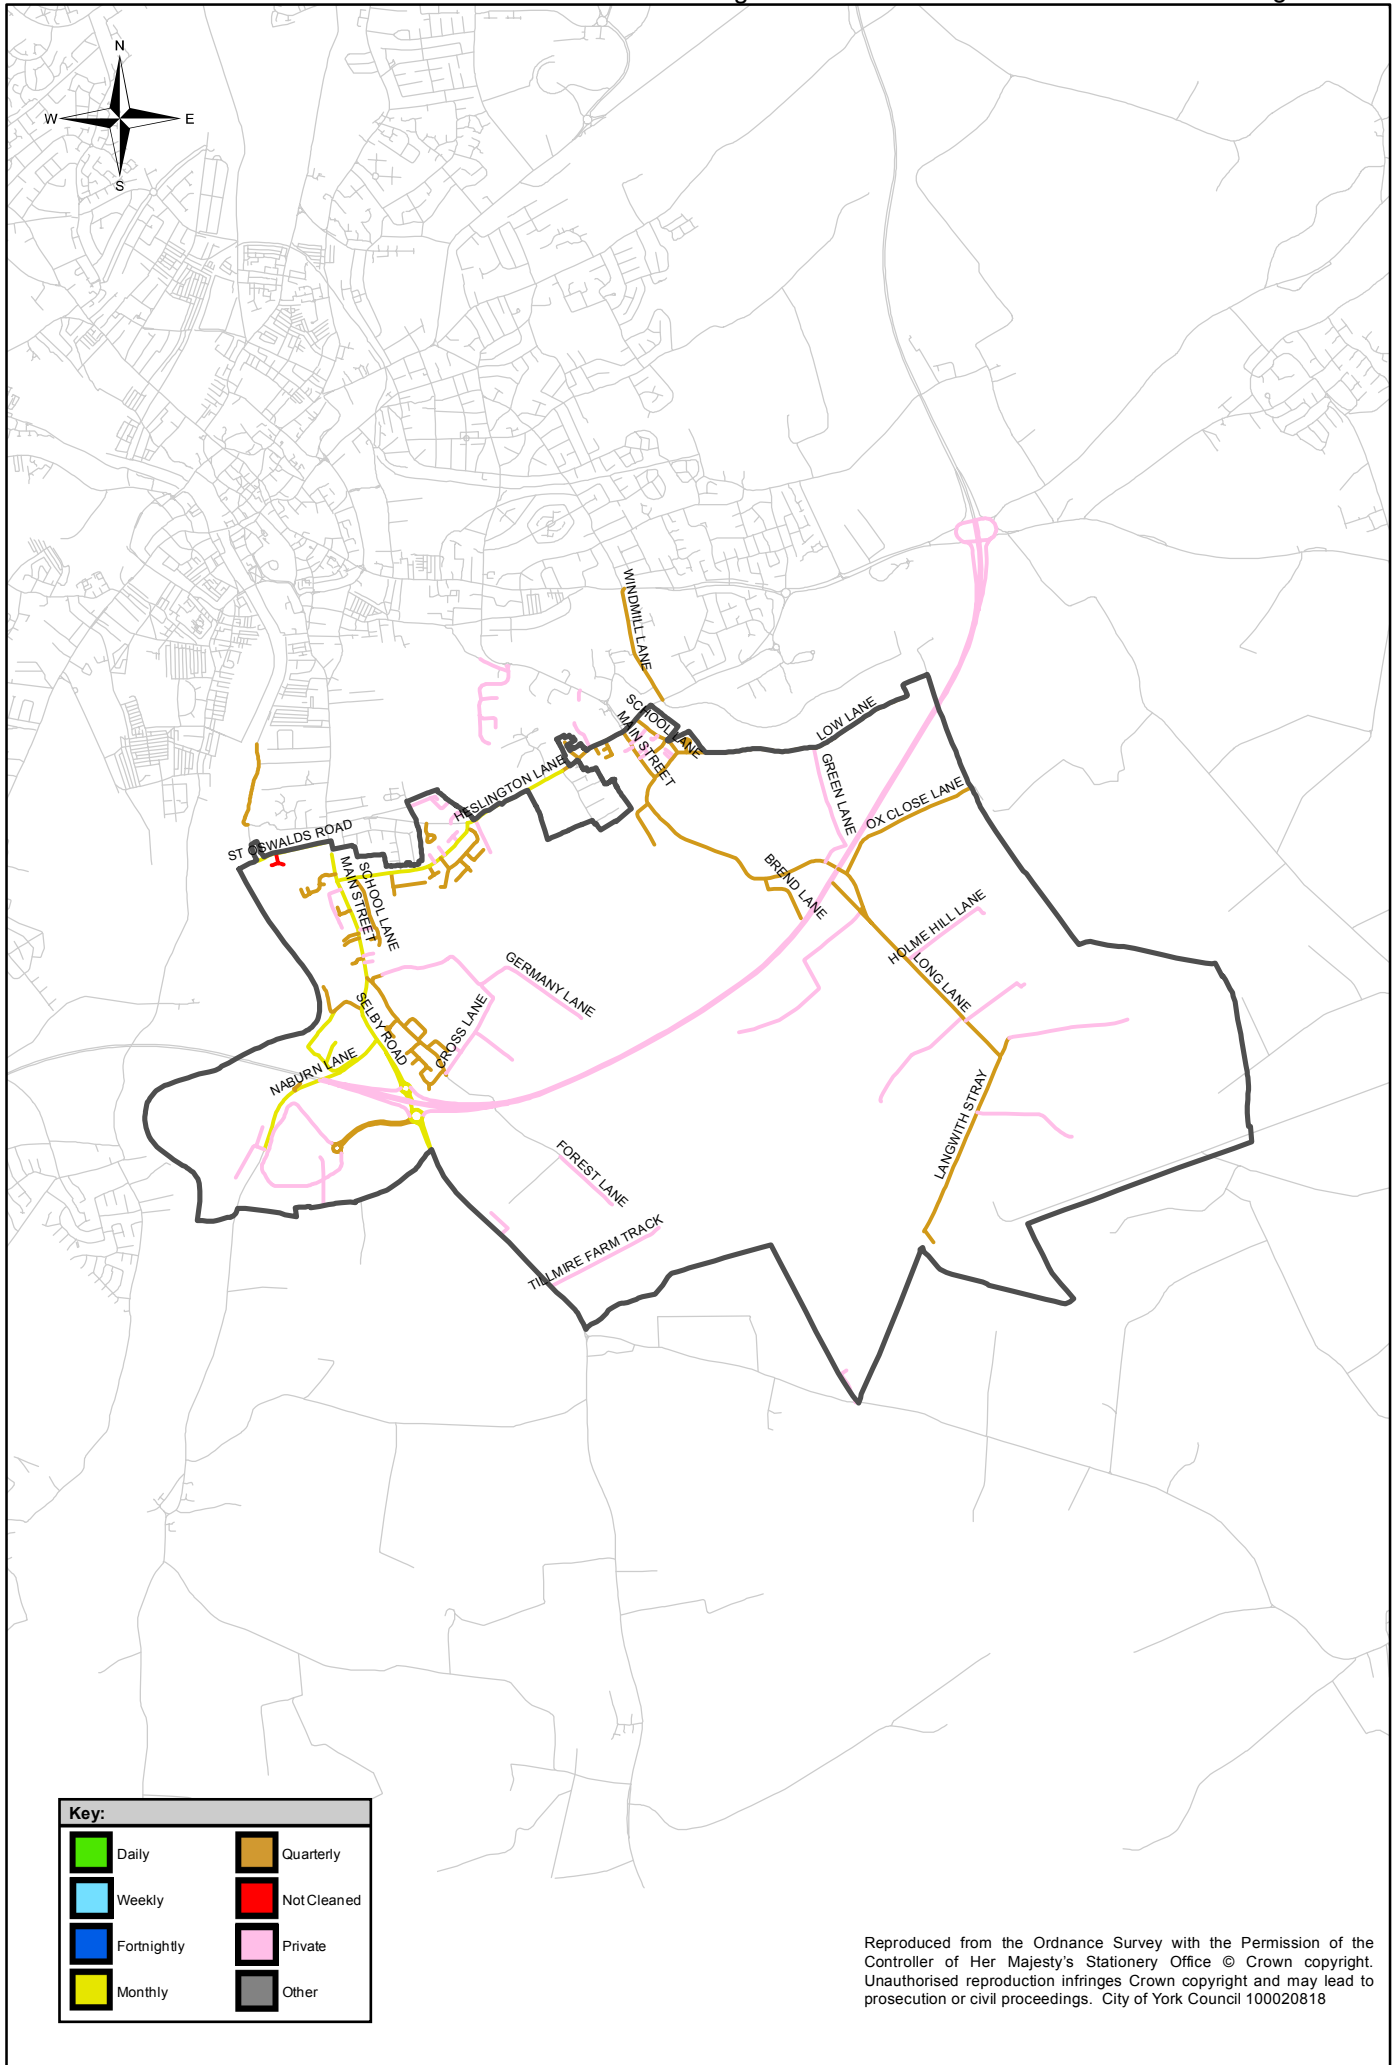 N
W
E
S
WINDMILL LANE
SCHOOL LANE
MAIN STREET
LOW LANE
GREEN LANE
OX CLOSE LANE
HESLINGTON LANE
ST OSWALDS ROAD
MAIN STREET
SCHOOL LANE
BREND LANE
HOLME HILL LANE
LONG LANE
GERMANY LANE
CROSS LANE
SELBY ROAD
NABURN LANE
LANGWITH STRAY
FOREST LANE
TILLMIRE FARM TRACK
Key:
Daily
Quarterly
Weekly
Not Cleaned
Fortnightly
Private
Monthly
Other
Reproduced from the Ordnance Survey with the Permission of the
Controller of Her Majesty’s Stationery Office © Crown copyright.
Unauthorised reproduction infringes Crown copyright and may lead to
prosecution or civil proceedings. City of York Council 100020818